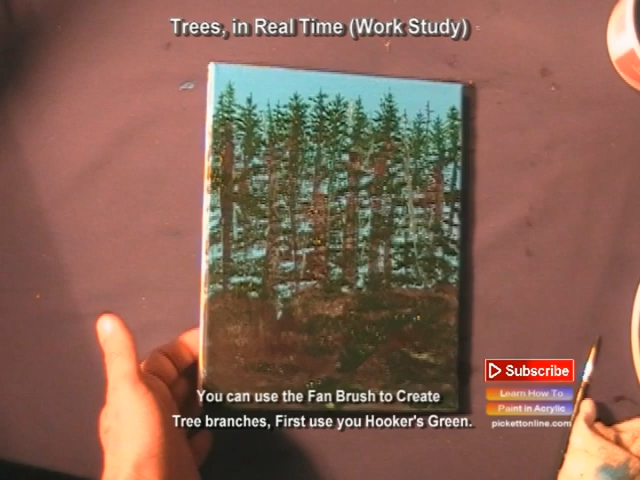 Trees, in Real Time (Work Study)
Subscribe
Learn How To
Paint in Acrylic
pickettonline.com
You can use the Fan Brush to Create
Tree branches, First use you Hooker's Green.